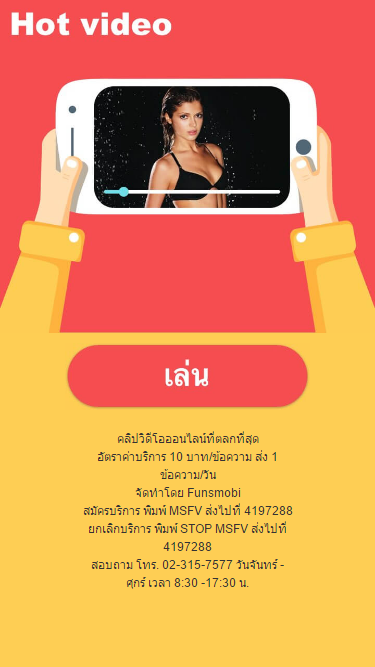 Hot video
เล่น
คลิปวิดีโอออนไลน์ที่ตลกที่สุด
อัตราค่าบริการ 10 บาท/ข้อความ ส่ง 1
ข้อความ/วัน
จัดทำโดย Funsmobi
สมัครบริการ พิมพ์ MSFV ส่งไปที่ 4197288
ยกเลิกบริการ พิมพ์ STOP MSFV ส่งไปที่
4197288
สอบถาม โทร. 02-315-7577 วันจันทร์ -
ศุกร์ เวลา 8:30 -17:30 น.